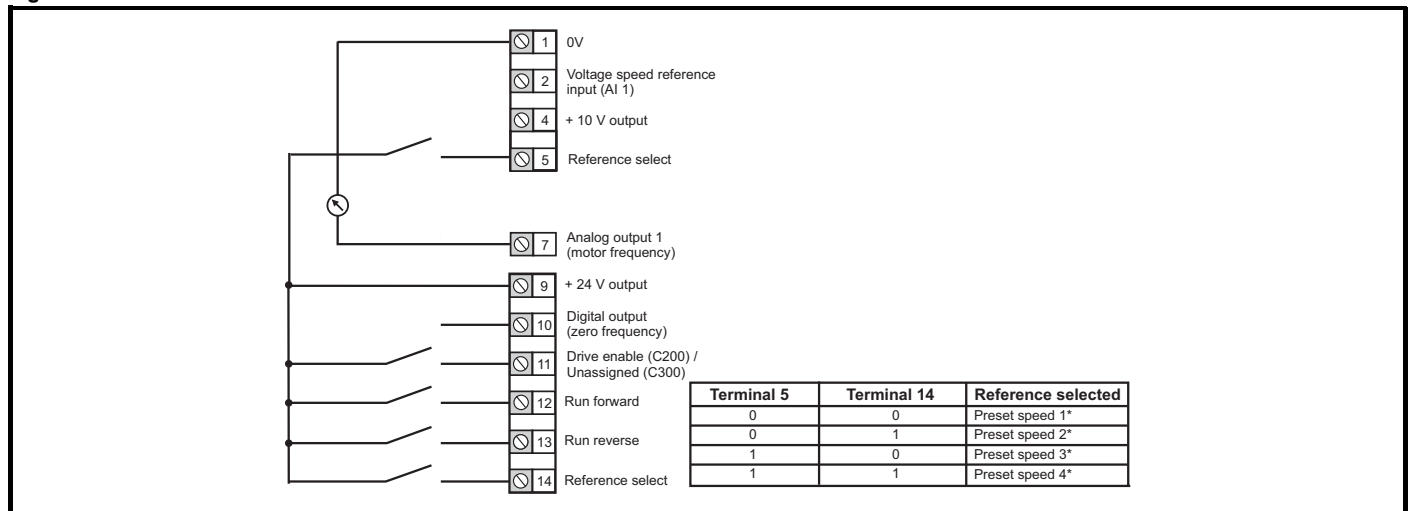 1 0V
2 Voltage speed reference
input (AI 1)
4 + 10 V output
5 Reference select
7 Analog output 1
(motor frequency)
9 + 24 V output
10 Digital output
(zero frequency)
11 Drive enable (C200) /
Unassigned (C300)
12 Run forward
13 Run reverse
14 Reference select
Terminal 5 Terminal 14 Reference selected
0 0 Preset speed 1*
0 1 Preset speed 2*
1 0 Preset speed 3*
1 1 Preset speed 4*